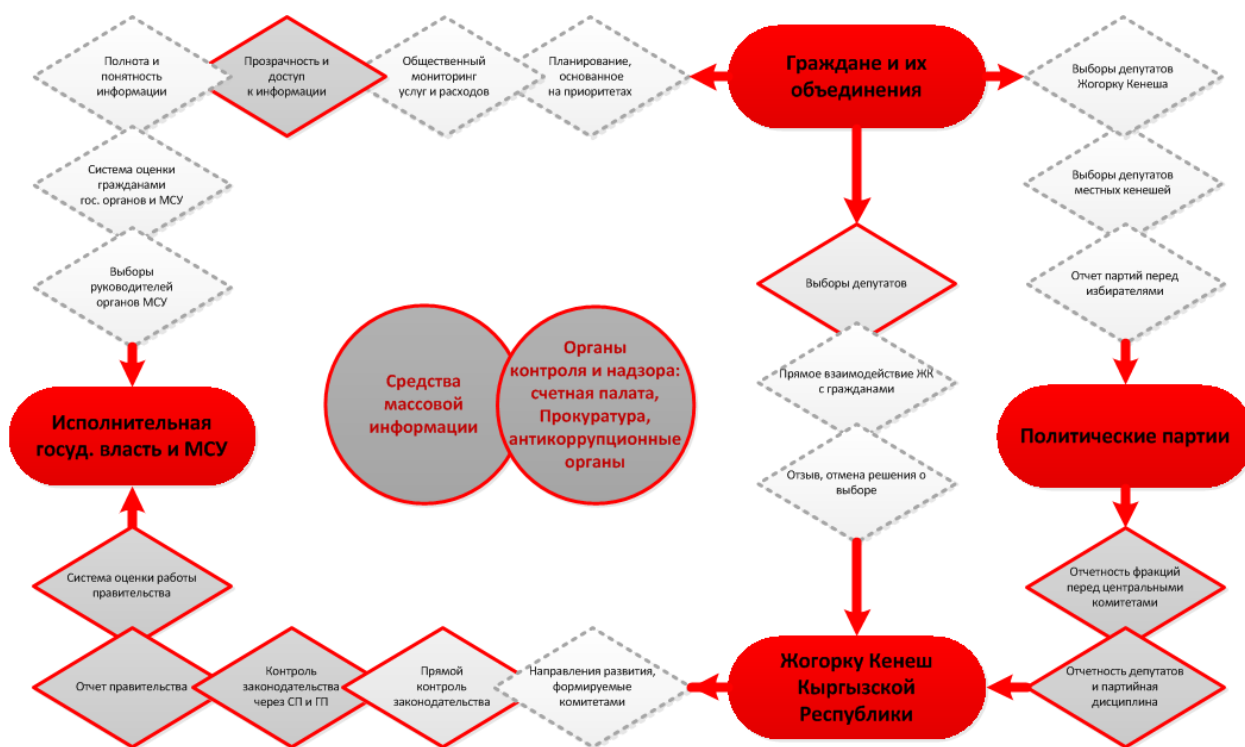 Полнота и
понятность
информации
Прозрачность и
доступ
к информации
Общественный
мониторинг
услуг и расходов
Планирование,
основанное
на приоритетах
Граждане и их
объединения
Выборы депутатов
Жогорку Кенеша
Система оценки
гражданами
гос. органов и МСУ
Выборы депутатов
местных кенешей
Выборы
руководителей
органов МСУ
Выборы депутатов
Отчет партий перед
избирателями
Средства
массовой
информации
Органы
контроля и надзора:
счетная палата,
Прокуратура,
антикоррупционные
органы
Прямое взаимодействие ЖК
с гражданами
Исполнительная
госуд. власть и МСУ
Политические партии
Отзыв, отмена решения о
выборе
Система оценки работы
правительства
Отчетность фракций
перед центральными
комитетами
Отчет правительства
Контроль
законодательства
через СП и ГП
Прямой
контроль
законодательства
Направления развития,
формируемые
комитетами
Жогорку Кенеш
Кыргызской
Республики
Отчетность депутатов
и партийная
дисциплина